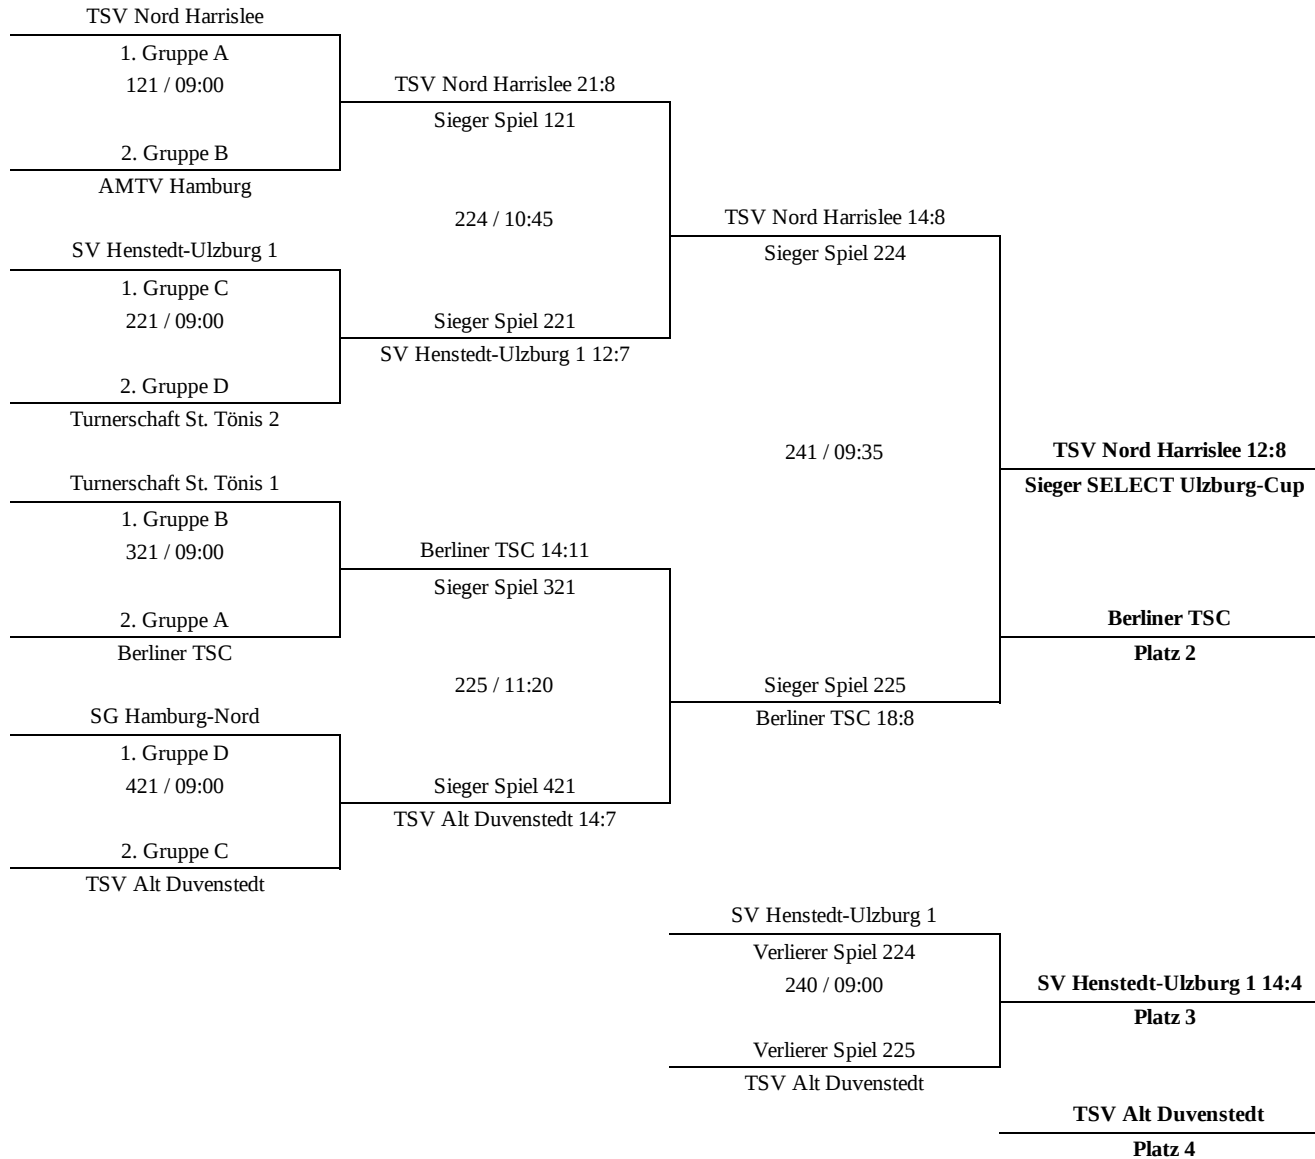 TSV Nord Harrislee
1. Gruppe A
121 / 09:00
2. Gruppe B
AMTV Hamburg
SV Henstedt-Ulzburg 1
1. Gruppe C
221 / 09:00
2. Gruppe D
Turnerschaft St. Tönis 2
Turnerschaft St. Tönis 1
1. Gruppe B
321 / 09:00
2. Gruppe A
Berliner TSC
SG Hamburg-Nord
1. Gruppe D
421 / 09:00
2. Gruppe C
TSV Alt Duvenstedt
TSV Nord Harrislee 21:8
Sieger Spiel 121
224 / 10:45
Sieger Spiel 221
SV Henstedt-Ulzburg 1 12:7
Berliner TSC 14:11
Sieger Spiel 321
225 / 11:20
Sieger Spiel 421
TSV Alt Duvenstedt 14:7
TSV Nord Harrislee 14:8
Sieger Spiel 224
241 / 09:35
Sieger Spiel 225
Berliner TSC 18:8
TSV Nord Harrislee 12:8
Sieger SELECT Ulzburg-Cup
Berliner TSC
Platz 2
SV Henstedt-Ulzburg 1
Verlierer Spiel 224
240 / 09:00
Verlierer Spiel 225
TSV Alt Duvenstedt
SV Henstedt-Ulzburg 1 14:4
Platz 3
TSV Alt Duvenstedt
Platz 4